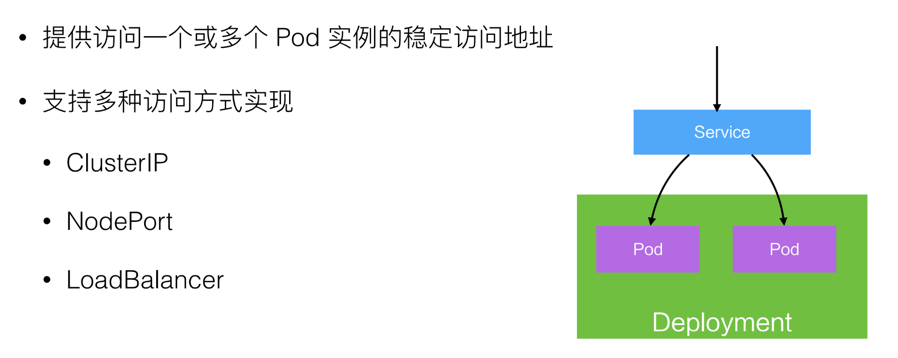 • 提供访问一个或多个 Pod 实例的稳定访问地址
• 支持多种访问方式实现
• ClusterIP
• NodePort
• LoadBalancer
Service
Pod
Pod
Deployment